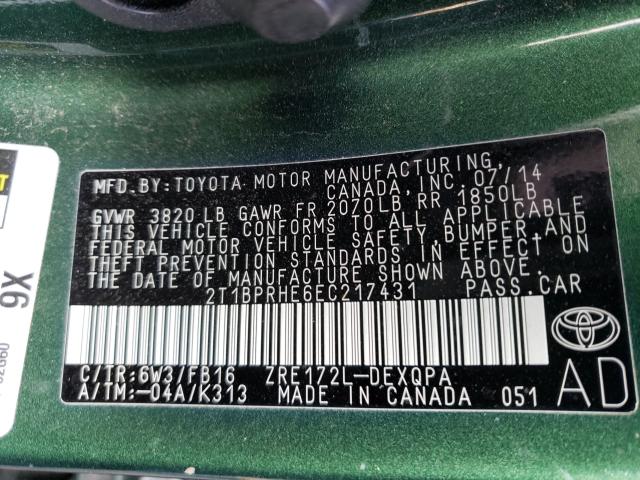 MFD.BY:TOYOTA MOTOR MANUFACTURING,
CANADA, INC. 07/14
GVWR 3820 LB GAWR FR 2070LB, RR 1850LB
THIS VEHICLE CONFORMS TO ALL APPLICABLE
FEDERAL MOTOR VEHICLE SAFETY, BUMPER, AND
THEFT PREVENTION STANDARDS IN EFFECT ON
THE DATE OF MANUFACTURE SHOWN ABOVE.
2T1BPRHE6EC217431 PASS.CAR
C/TR:6W3/FB16 ZRE172L-DEXQPA
A/TM:-04A/K313 MADE IN CANADA 051
AD
9X